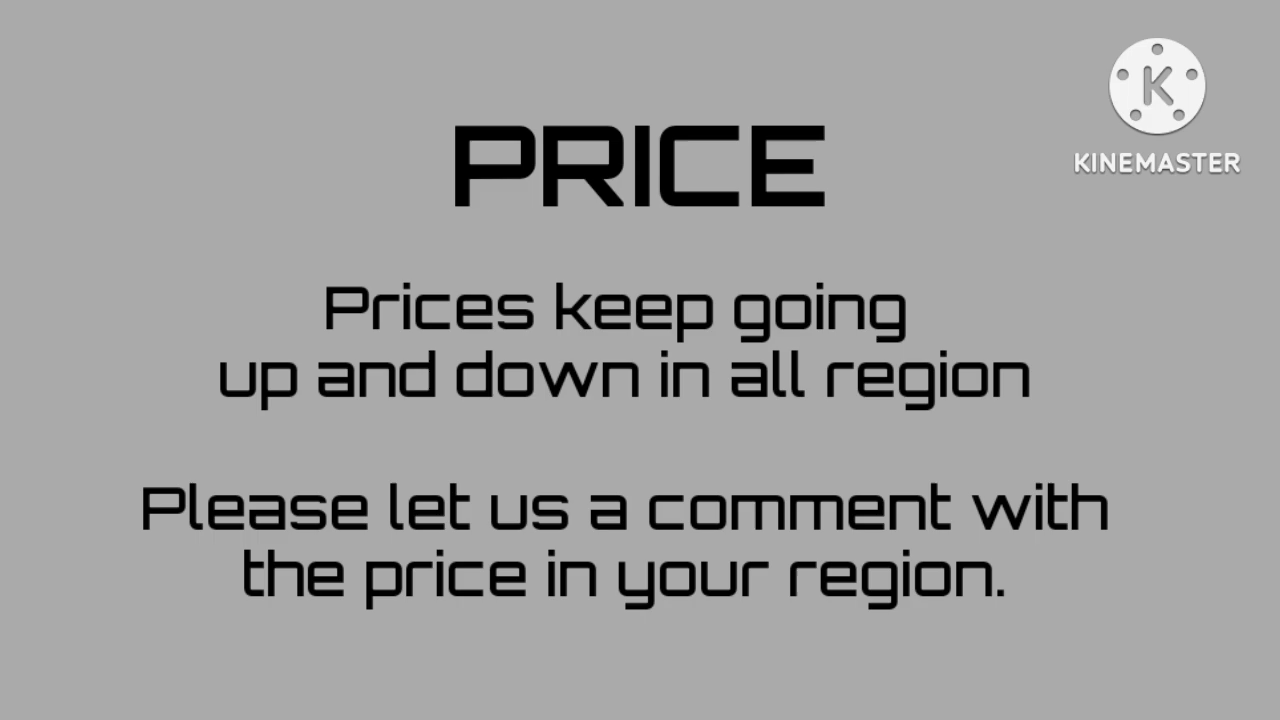 PRICE
K
KINEMASTER
Prices keep going
up and down in all region
Please let us a comment with
the price in your region.